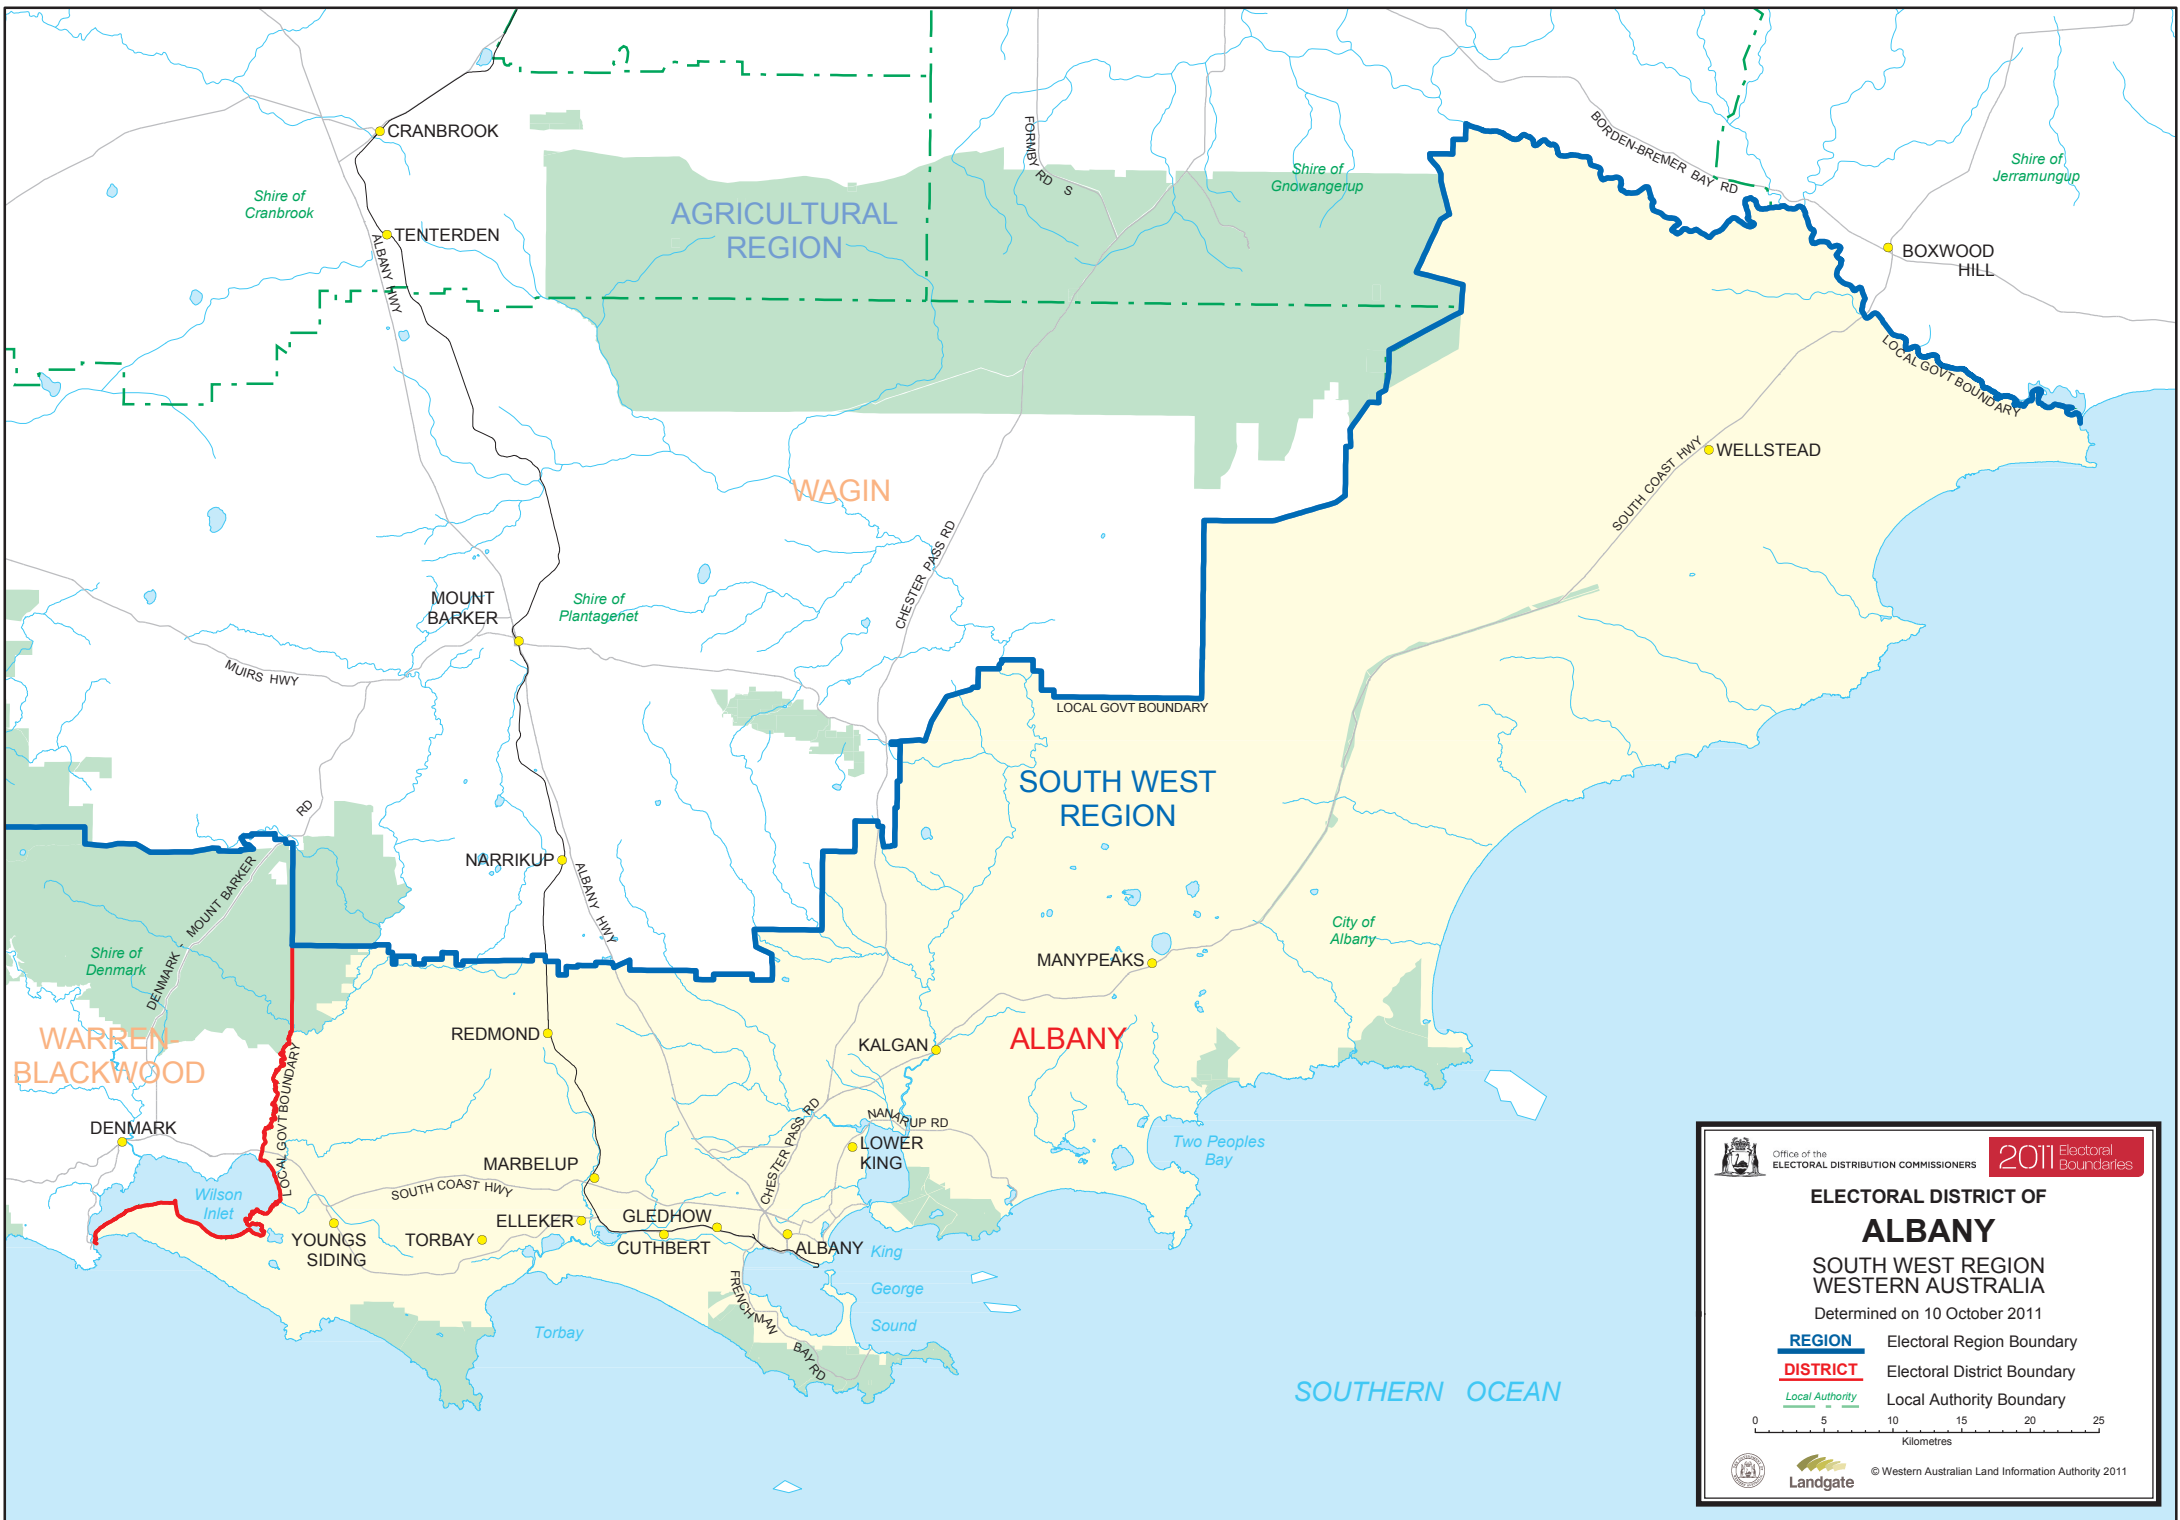 CRANBROOK
Shire of
Cranbrook
TENTERDEN
ALBANY HWY
AGRICULTURAL
REGION
FORMBY RD S
Shire of
Gnowangerup
BORDEN-BREMER BAY RD
Shire of
Jerramungup
BOXWOOD
HILL
LOCAL GOVT BOUNDARY
WELLSTEAD
SOUTH COAST HWY
WAGIN
CHESTER PASS RD
MOUNT
BARKER
Shire of
Plantagenet
MUIRS HWY
LOCAL GOVT BOUNDARY
SOUTH WEST
REGION
NARRIKUP
ALBANY HWY
DENMARK - MOUNT BARKER RD
Shire of
Denmark
City of
Albany
MANYPEAKS
WARREN-
BLACKWOOD
REDMOND
KALGAN
ALBANY
LOCAL GOVT BOUNDARY
DENMARK
NANARUP RD
LOWER
KING
CHESTER PASS RD
Two Peoples
Bay
MARBELUP
SOUTH COAST HWY
Wilson
Inlet
YOUNGS
SIDING
TORBAY
ELLEKER
GLEDHOW
CUTHBERT
ALBANY
King
George
Sound
FRENCHMAN BAY RD
Torbay
SOUTHERN OCEAN
Office of the
ELECTORAL DISTRIBUTION COMMISSIONERS
2011 Electoral
Boundaries
ELECTORAL DISTRICT OF
ALBANY
SOUTH WEST REGION
WESTERN AUSTRALIA
Determined on 10 October 2011
REGION Electoral Region Boundary
DISTRICT Electoral District Boundary
Local Authority Local Authority Boundary
0 5 10 15 20 25
Kilometres
Landgate
© Western Australian Land Information Authority 2011